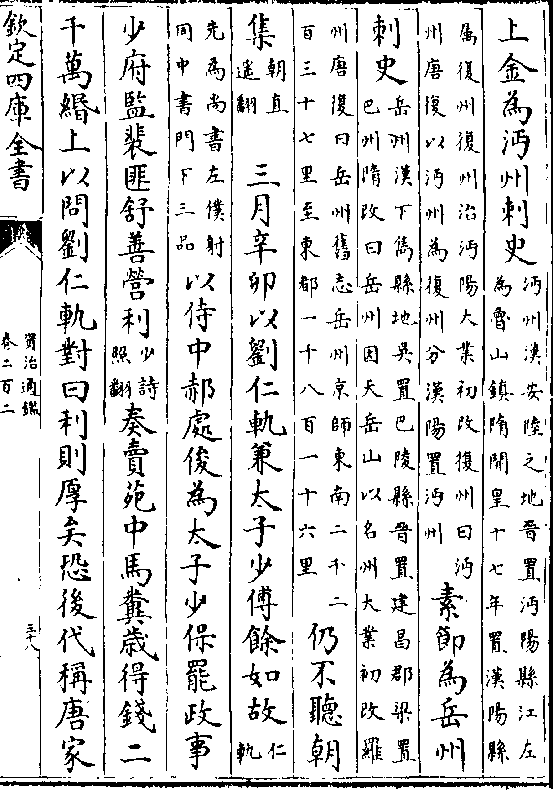 上金為沔州刺史沔州漢安陸之地晉置沔陽縣江左為魯山鎮隋開皇十七年置漢陽縣
屬復州復州治沔陽大業初改復州曰沔州唐復以沔州為復州分漢陽置沔州素節為岳州
刺史岳州漢下雋縣地吳置巴陵縣晉置建昌郡梁置巴州隋改曰岳州因天岳山以名州大業初改羅
州唐復曰岳州舊志岳州京師東南二千二百三十七里至東都一千八百一十六里仍不聽朝
集朝直遥翻 三月辛卯以劉仁軌兼太子少傅餘如故仁軌
先為尚書左僕射同中書門下三品以侍中郝處俊為太子少保罷政事
少府監裴匪舒善營利少詩照翻奏賣苑中馬糞歲得錢二
千萬緡上以問劉仁軌對曰利則厚矣恐後代稱唐家
欽定四庫全書
資治通鑑
卷二百二
三十八